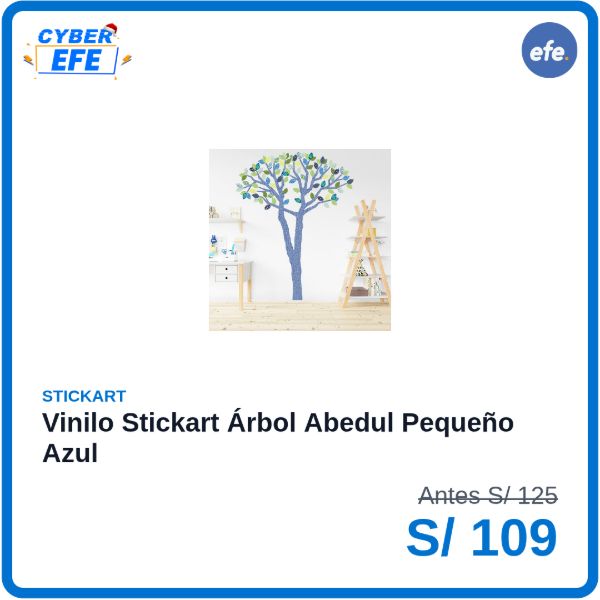 CYBER
EFE
efe.
STICKART
Vinilo Stickart Árbol Abedul Pequeño
Azul
Antes S/ 125
S/ 109